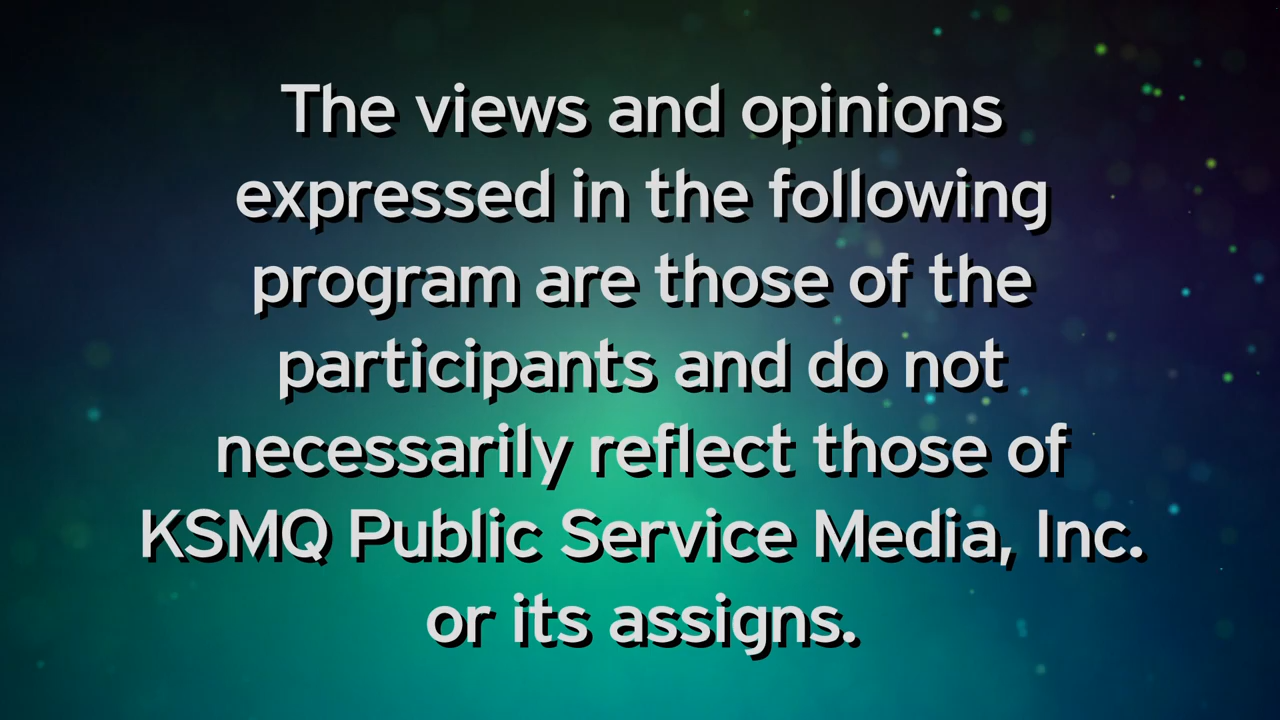 The views and opinions
expressed in the following
program are those of the
participants and do not
necessarily reflect those of
KSMQ Public Service Media, Inc.
or its assigns.